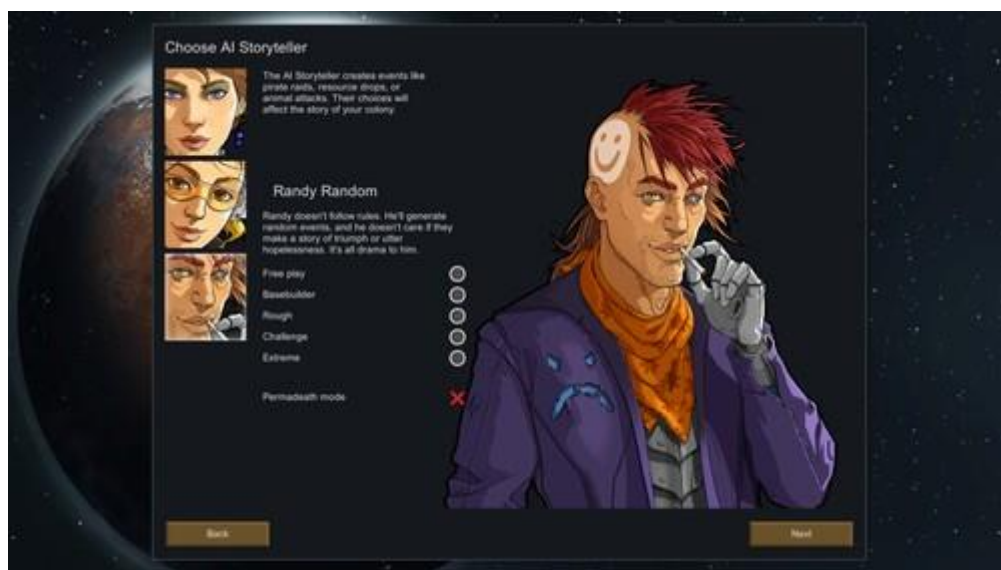 Choose AI Storyteller
The AI Storyteller creates events like
pirate raids, resource drops, or
animal attacks. Their choices will
affect the story of your colony.
Randy Random
Randy doesn't follow rules. He'll generate
random events, and he doesn't care if they
make a story of triumph or utter
hopelessness. It's all drama to him.
Free play
Basebuilder
Rough
Challenge
Extreme
Permadeath mode
Back
Next